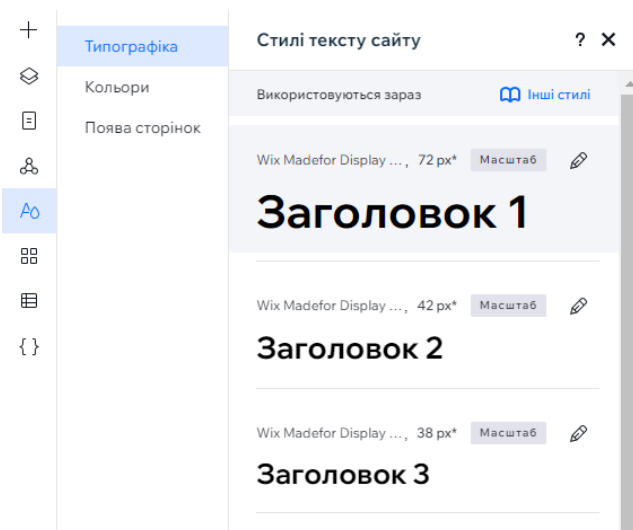 Типографіка
Кольори
Поява сторінок
Стилі тексту сайту ?
Використовуються зараз Інші стилі
Wix Madefor Display ..., 72 px* Масштаб
Заголовок 1
Wix Madefor Display ..., 42 px* Масштаб
Заголовок 2
Wix Madefor Display ..., 38 px* Масштаб
Заголовок 3